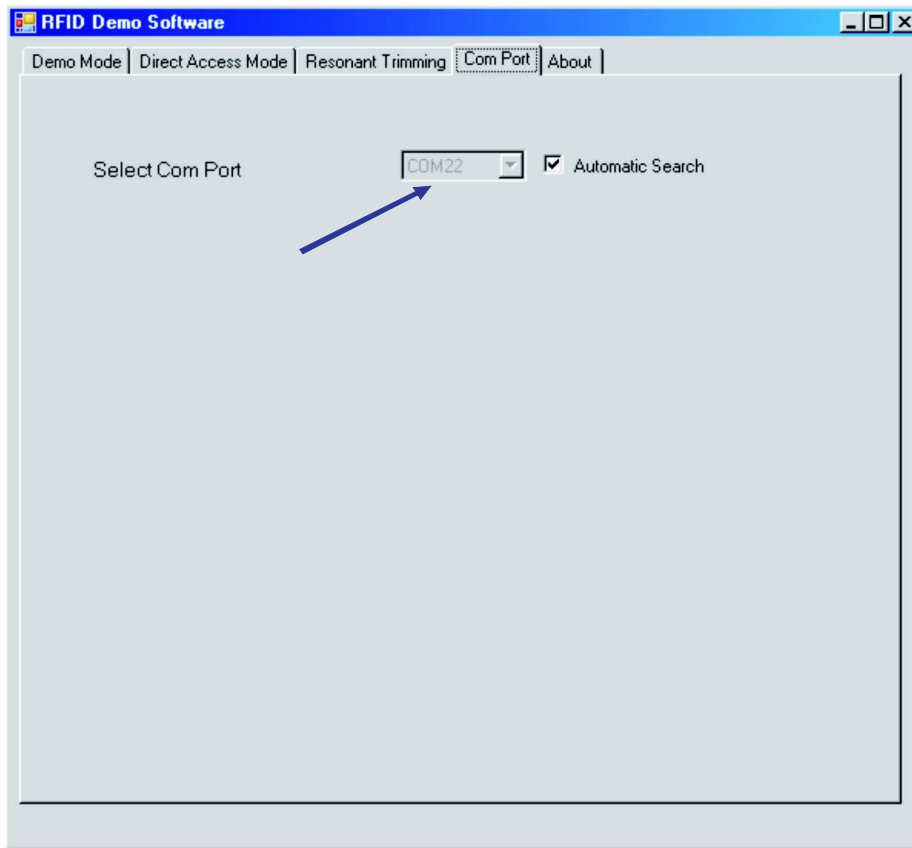 RFID Demo Software
Demo Mode Direct Access Mode Resonant Trimming Com Port About
Select Com Port COM22 Automatic Search